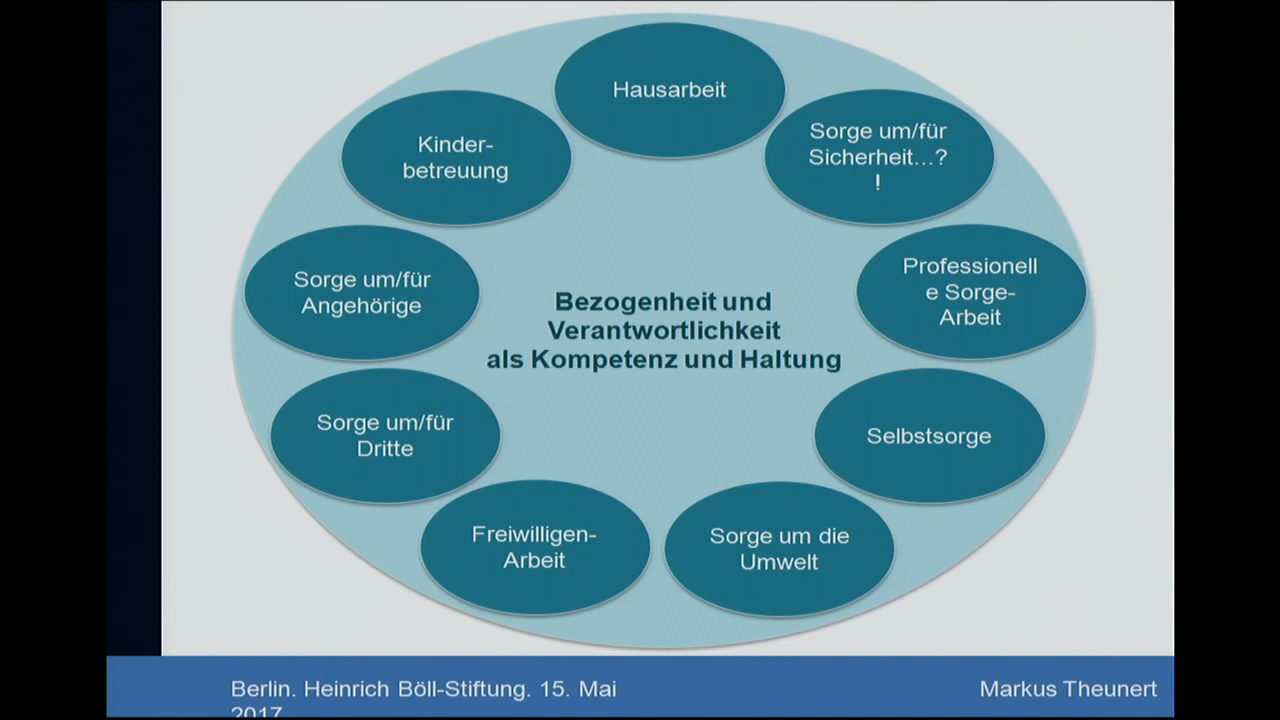 Hausarbeit
Sorge um/für
Sicherheit...?
!
Kinder-
betreuung
Professionell
e Sorge-
Arbeit
Sorge um/für
Angehörige
Bezogenheit und
Verantwortlichkeit
als Kompetenz und Haltung
Sorge um/für
Dritte
Selbstsorge
Freiwilligen-
Arbeit
Sorge um die
Umwelt
Berlin. Heinrich Böll-Stiftung. 15. Mai
2017
Markus Theunert